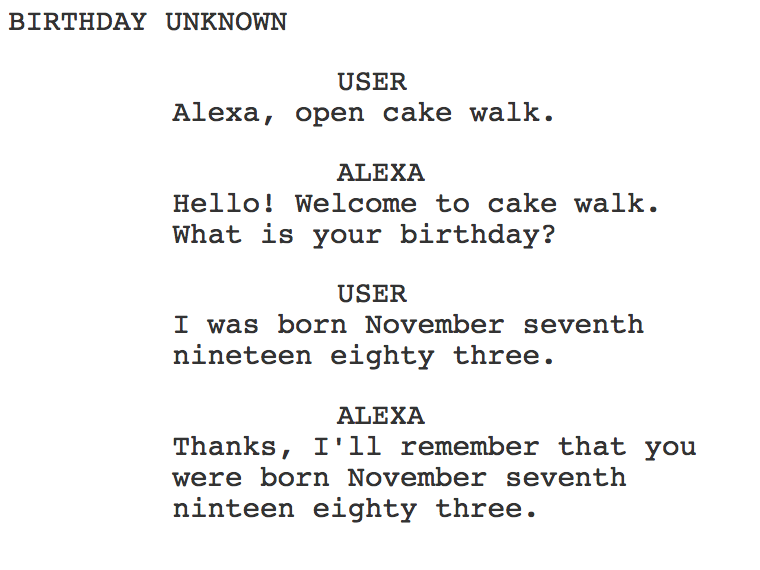 BIRTHDAY UNKNOWN
USER
Alexa, open cake walk.
ALEXA
Hello! Welcome to cake walk.
What is your birthday?
USER
I was born November seventh
nineteen eighty three.
ALEXA
Thanks, I'll remember that you
were born November seventh
ninteen eighty three.